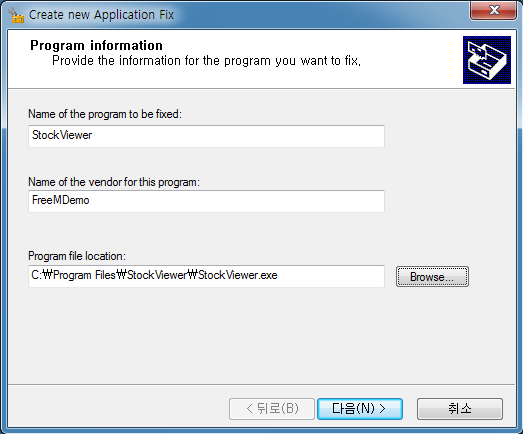 Create new Application Fix
Program information
Provide the information for the program you want to fix,
Name of the program to be fixed:
StockViewer
Name of the vendor for this program:
FreeMDemo
Program file location:
C:₩Program Files₩StockViewer₩StockViewer.exe
Browse...
< 뒤로(B)
다음(N) >
취소